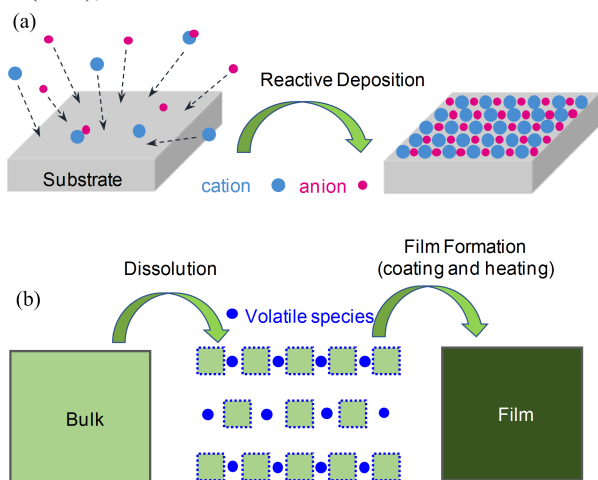 (a)
Reactive Deposition
Substrate
cation
anion
Film Formation
(coating and heating)
Dissolution
(b)
Volatile species
Bulk
Film